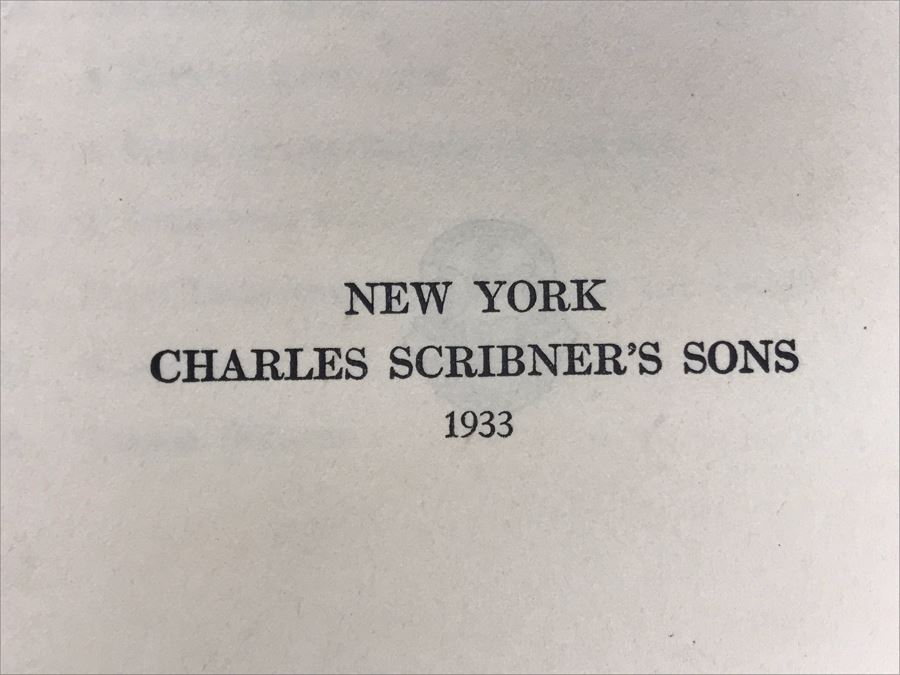 NEW YORK
CHARLES SCRIBNER'S SONS
1933